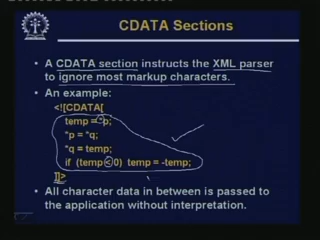 CDATA Sections
• A CDATA section instructs the XML parser
to ignore most markup characters.
• An example:
<![CDATA[
temp = *p;
*p = *q;
*q = temp;
if (temp < 0) temp = -temp;
]]>
• All character data in between is passed to
the application without interpretation.